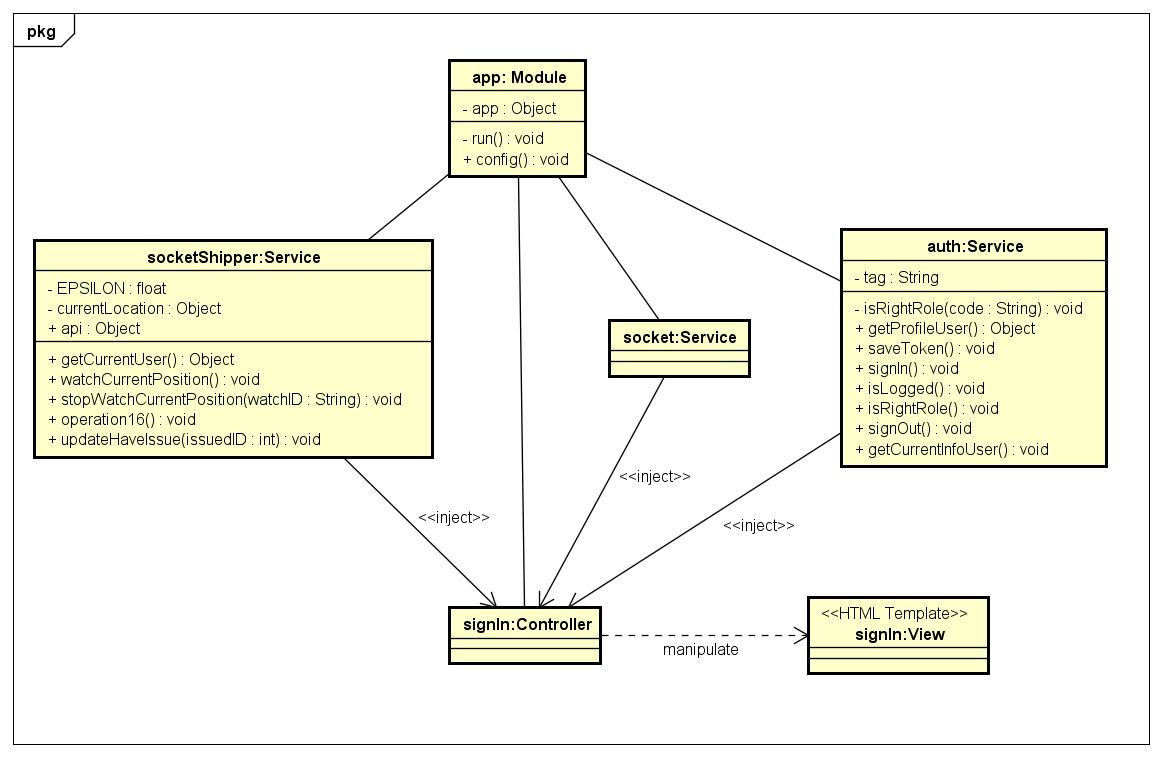 pkg
app: Module
- app : Object
- run() : void
+ config() : void
socketShipper:Service
- EPSILON : float
- currentLocation : Object
+ api : Object
+ getCurrentUser() : Object
+ watchCurrentPosition() : void
+ stopWatchCurrentPosition(watchID : String) : void
+ operation16() : void
+ updateHaveIssue(issuedID : int) : void
socket:Service
auth:Service
- tag : String
- isRightRole(code : String) : void
+ getProfileUser() : Object
+ saveToken() : void
+ signIn() : void
+ isLogged() : void
+ isRightRole() : void
+ signOut() : void
+ getCurrentInfoUser() : void
<<inject>>
<<inject>>
<<inject>>
signIn:Controller
manipulate
<<HTML Template>>
signIn:View